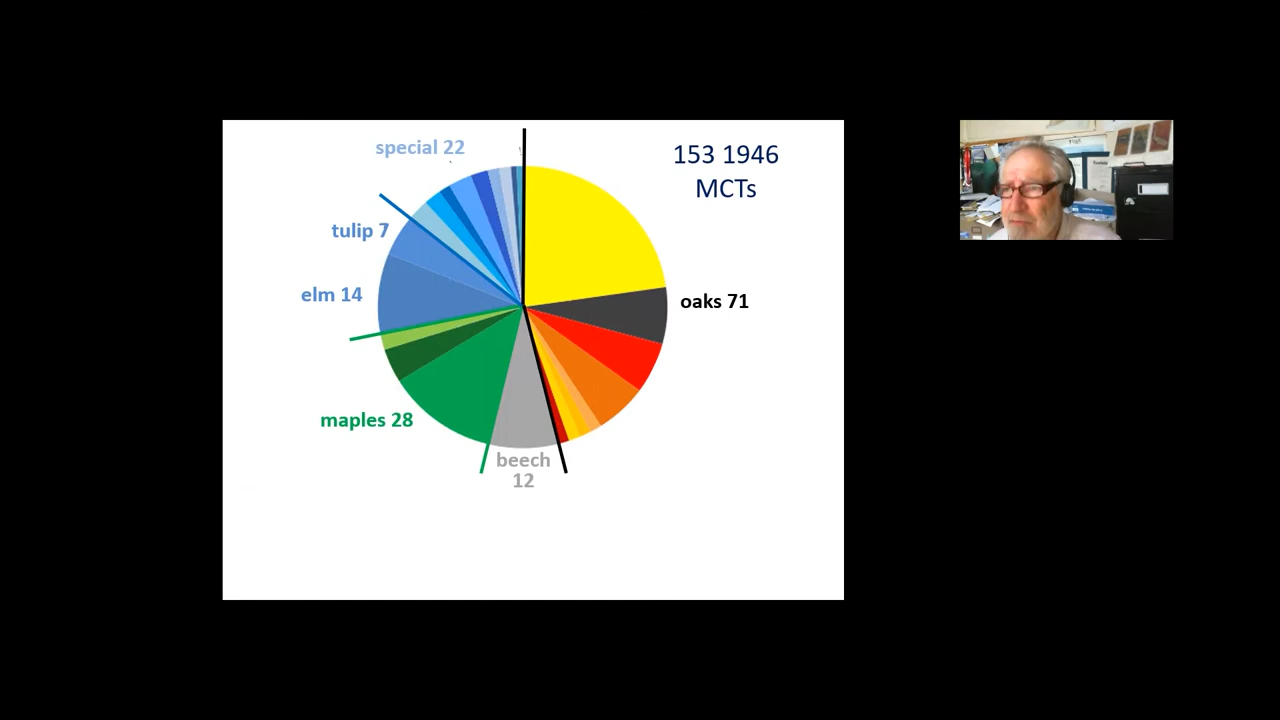 special 22
153 1946
MCTs
tulip 7
elm 14
oaks 71
maples 28
beech
12